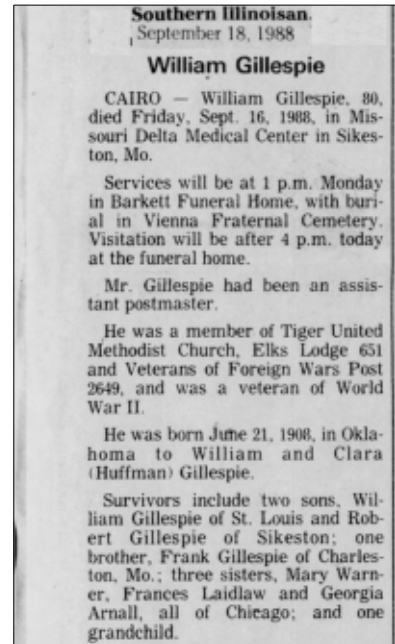 Southern Illinoisan.
September 18, 1988
William Gillespie
CAIRO — William Gillespie, 80,
died Friday, Sept. 16, 1988, in Mis-
souri Delta Medical Center in Sikes-
ton, Mo.
Services will be at 1 p.m. Monday
in Barkett Funeral Home, with buri-
al in Vienna Fraternal Cemetery.
Visitation will be after 4 p.m. today
at the funeral home.
Mr. Gillespie had been an assis-
tant postmaster.
He was a member of Tiger United
Methodist Church, Elks Lodge 651
and Veterans of Foreign Wars Post
2649, and was a veteran of World
War II.
He was born June 21, 1908, in Okla-
homa to William and Clara
(Huffman) Gillespie.
Survivors include two sons, Wil-
liam Gillespie of St. Louis and Rob-
ert Gillespie of Sikeston; one
brother, Frank Gillespie of Charles-
ton, Mo.; three sisters, Mary Warn-
er, Frances Laidlaw and Georgia
Arnall, all of Chicago; and one
grandchild.